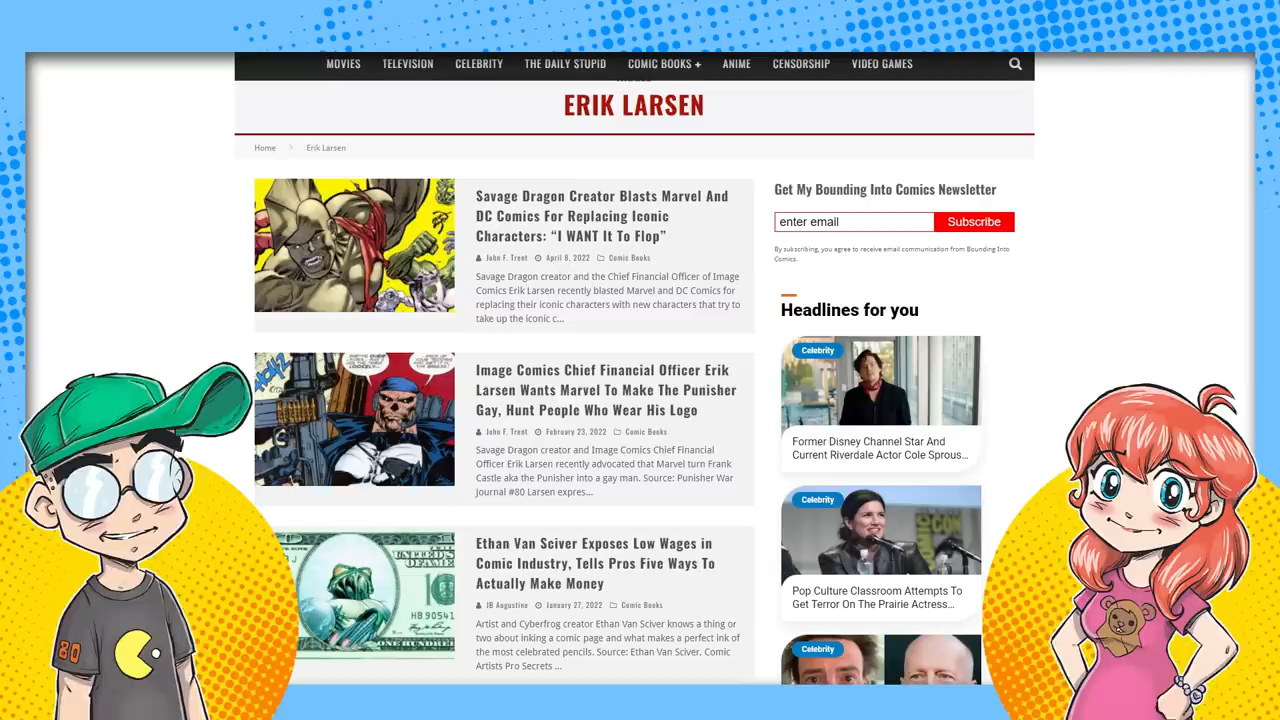 MOVIES TELEVISION CELEBRITY THE DAILY STUPID COMIC BOOKS + ANIME CENSORSHIP VIDEO GAMES
ERIK LARSEN
Home > Erik Larsen
Savage Dragon Creator Blasts Marvel And
DC Comics For Replacing Iconic
Characters: “I WANT It To Flop”
John F. Trent April 8, 2022 Comic Books
Savage Dragon creator and the Chief Financial Officer of Image
Comics Erik Larsen recently blasted Marvel and DC Comics for
replacing their iconic characters with new characters that try to
take up the iconic c...
Image Comics Chief Financial Officer Erik
Larsen Wants Marvel To Make The Punisher
Gay, Hunt People Who Wear His Logo
John F. Trent February 23, 2022 Comic Books
Savage Dragon creator and Image Comics Chief Financial
Officer Erik Larsen recently advocated that Marvel turn Frank
Castle aka the Punisher into a gay man. Source: Punisher War
Journal #80 Larsen expres...
Ethan Van Sciver Exposes Low Wages in
Comic Industry, Tells Pros Five Ways To
Actually Make Money
JB Augustine January 27, 2022 Comic Books
Artist and Cyberfrog creator Ethan Van Sciver knows a thing or
two about inking a comic page and what makes a perfect ink of
the most celebrated pencils. Source: Ethan Van Sciver, Comic
Artists Pro Secrets ...
HB 90541
Get My Bounding Into Comics Newsletter
enter email Subscribe
By subscribing, you agree to receive email communication from Bounding Into
Comics.
Headlines for you
Celebrity
Former Disney Channel Star And
Current Riverdale Actor Cole Sprous...
Celebrity
Pop Culture Classroom Attempts To
Get Terror On The Prairie Actress...
Celebrity
80